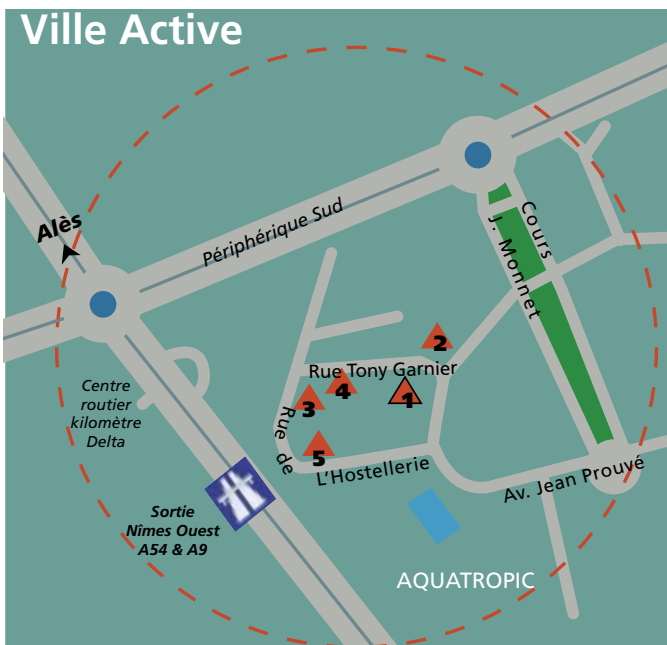 Ville Active
Alès
Périphérique Sud
Cours
J. Monnet
2
Rue Tony Garnier
4
3
1
5
Rue de
L'Hostellerie
Centre
routier
kilomètre
Delta
Av. Jean Prouvé
Sortie
Nîmes Ouest
A54 & A9
AQUATROPIC